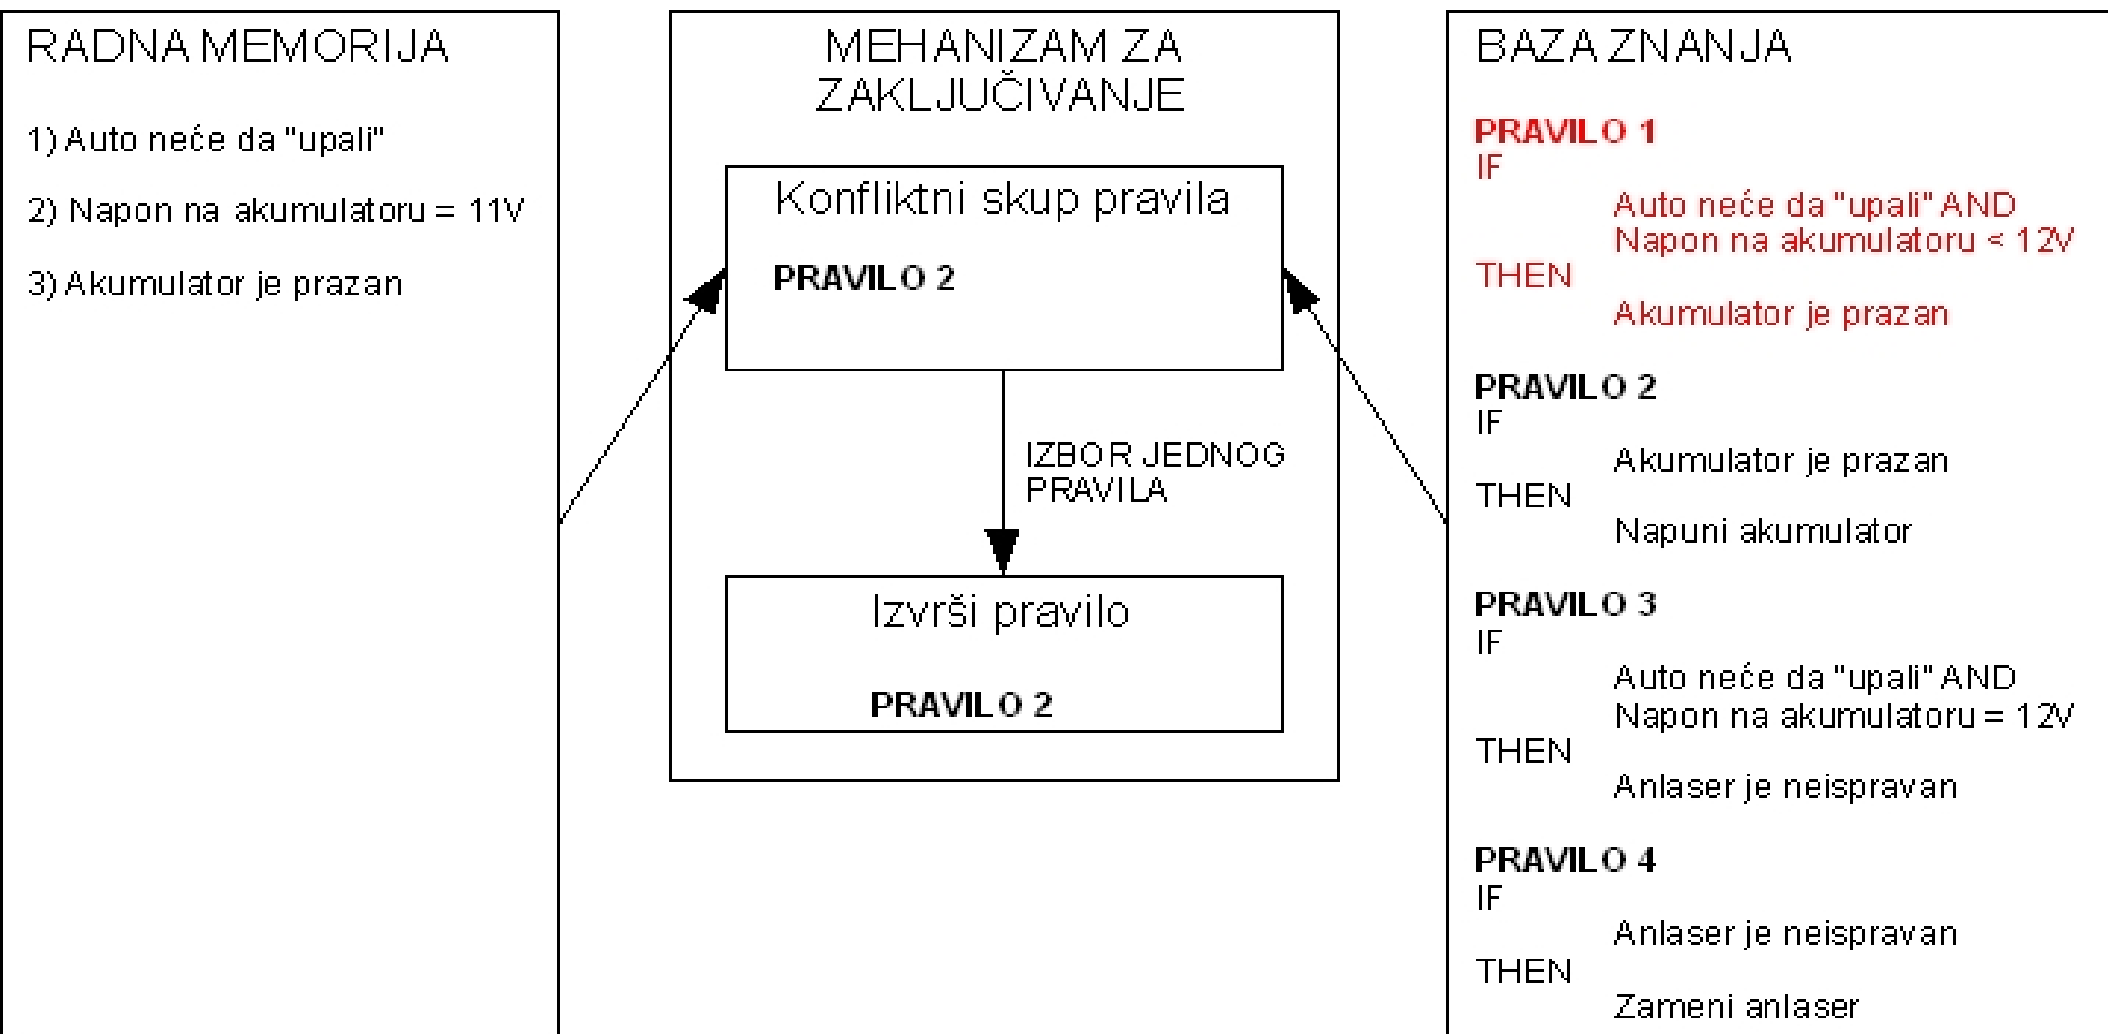 RADNA MEMORIJA
1) Auto neće da "upali"
2) Napon na akumulatoru = 11V
3) Akumulator je prazan
MEHANIZAM ZA
ZAKLJUČIVANJE
Konfliktni skup pravila
PRAVILO 2
IZBOR JEDNOG
PRAVILA
Izvrši pravilo
PRAVILO 2
BAZA ZNANJA
PRAVILO 1
IF
Auto neće da "upali" AND
Napon na akumulatoru < 12V
THEN
Akumulator je prazan
PRAVILO 2
IF
Akumulator je prazan
THEN
Napuni akumulator
PRAVILO 3
IF
Auto neće da "upali" AND
Napon na akumulatoru = 12V
THEN
Anlaser je neispravan
PRAVILO 4
IF
Anlaser je neispravan
THEN
Zameni anlaser